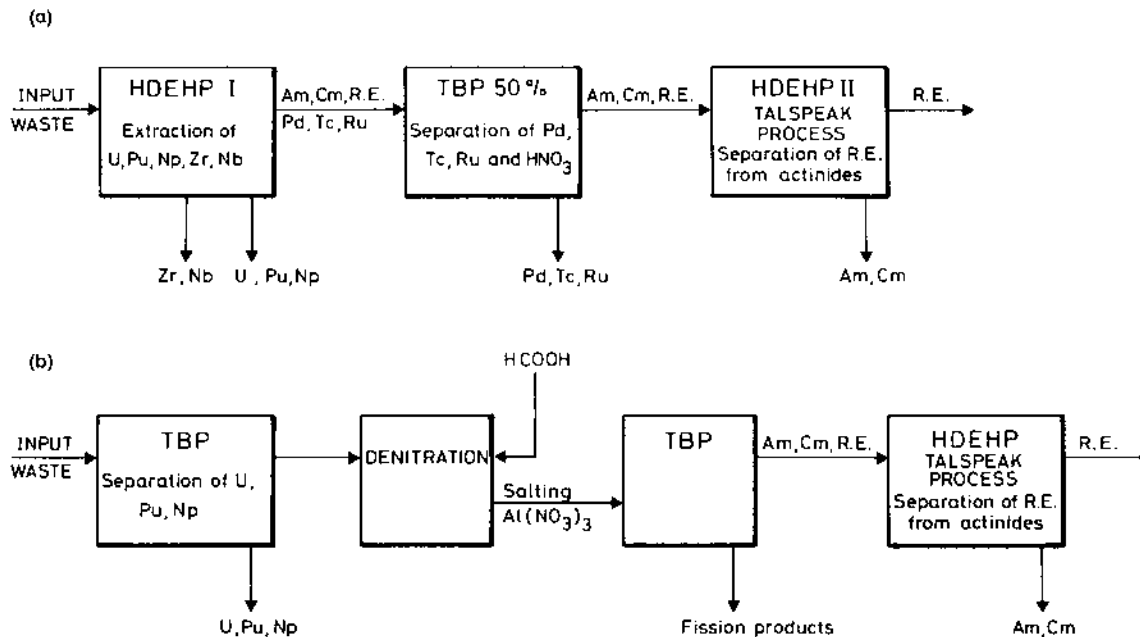 (a)
INPUT
WASTE
HDEHP I
Extraction of
U,Pu,Np,Zr,Nb
Am,Cm,R.E.
Pd,Tc,Ru
TBP 50%
Separation of Pd,
Tc, Ru and HNO3
Am,Cm,R.E.
HDEHP II
TALSPEAK
PROCESS
Separation of R.E.
from actinides
R.E.
Zr,Nb
U ,Pu,Np
Pd,Tc,Ru
Am,Cm
(b)
HCOOH
INPUT
WASTE
TBP
Separation of U,
Pu, Np
DENITRATION
Salting
Al(NO3)3
TBP
Am,Cm,R.E.
HDEHP
TALSPEAK
PROCESS
Separation of R.E.
from actinides
R.E.
U,Pu,Np
Fission products
Am,Cm